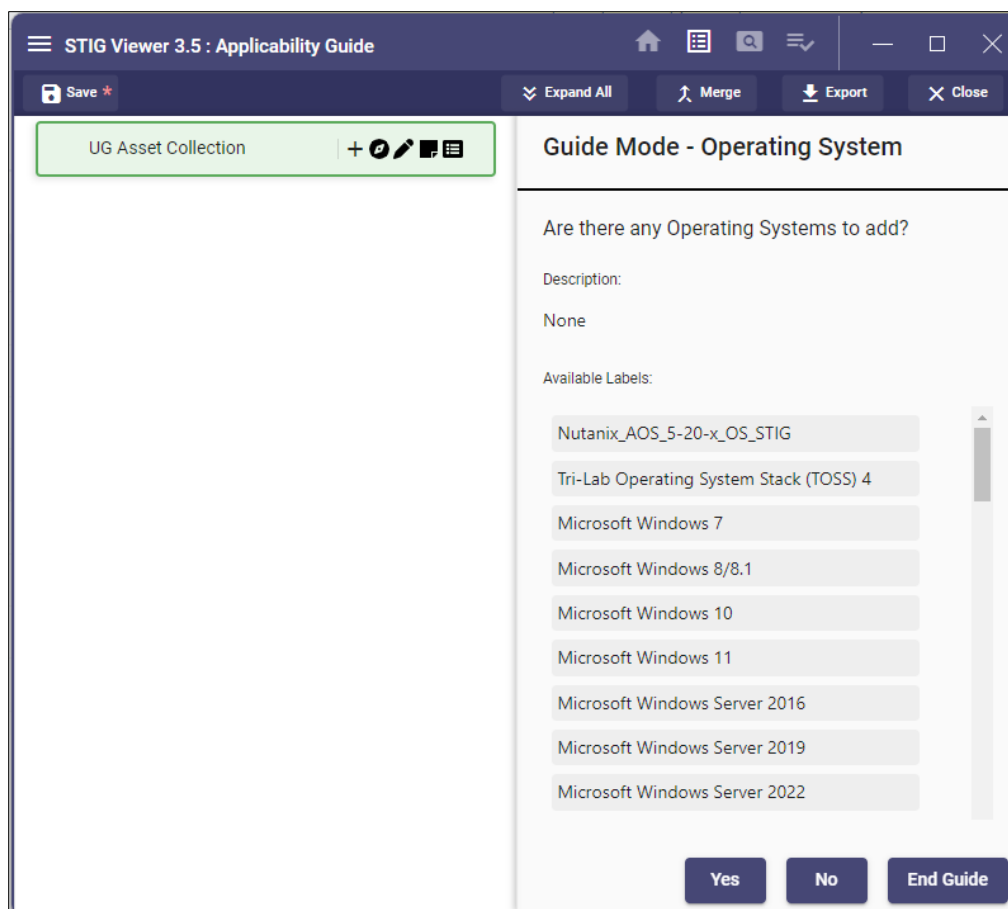 STIG Viewer 3.5 : Applicability Guide
Save *
Expand All
Merge
Export
Close
UG Asset Collection
Guide Mode - Operating System
Are there any Operating Systems to add?
Description:
None
Available Labels:
Nutanix_AOS_5-20-x_OS_STIG
Tri-Lab Operating System Stack (TOSS) 4
Microsoft Windows 7
Microsoft Windows 8/8.1
Microsoft Windows 10
Microsoft Windows 11
Microsoft Windows Server 2016
Microsoft Windows Server 2019
Microsoft Windows Server 2022
Yes
No
End Guide